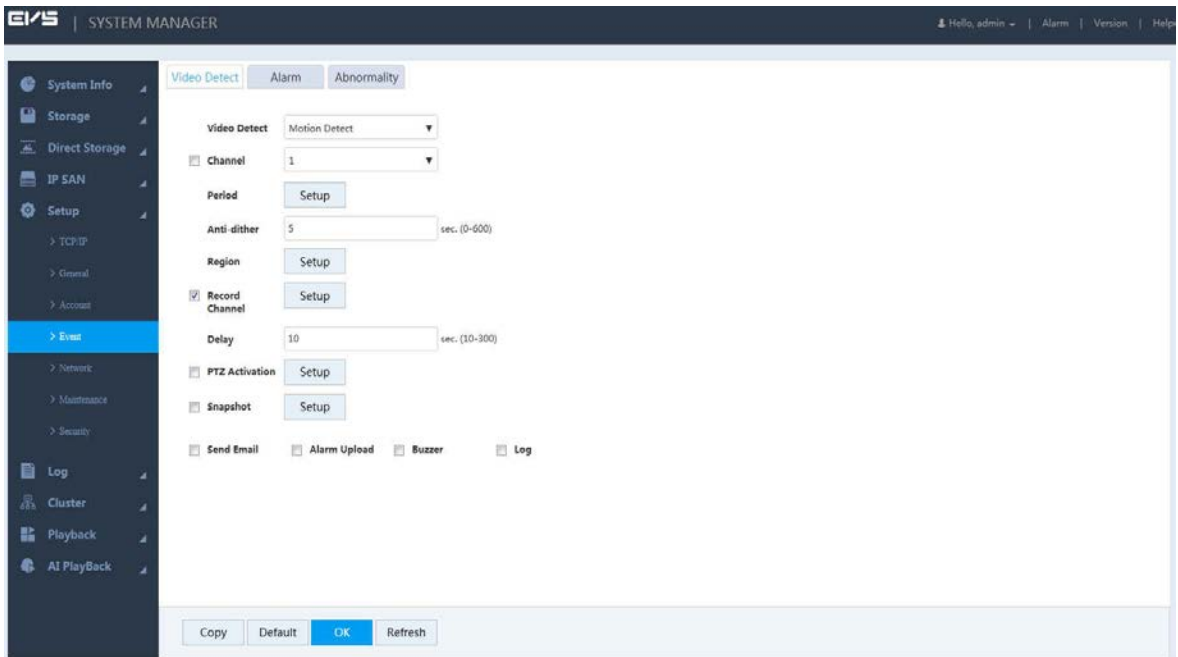 EVS | SYSTEM MANAGER
Hello, admin | Alarm | Version | Help
System Info
Storage
Direct Storage
IP SAN
Setup
> TCP/IP
> General
> Account
> Event
> Network
> Maintenance
> Security
Log
Cluster
Playback
AI PlayBack
Video Detect Alarm Abnormality
Video Detect Motion Detect
Channel 1
Period Setup
Anti-dither 5 sec. (0-600)
Region Setup
Record Setup
Channel
Delay 10 sec. (10-300)
PTZ Activation Setup
Snapshot Setup
Send Email Alarm Upload Buzzer Log
Copy Default OK Refresh